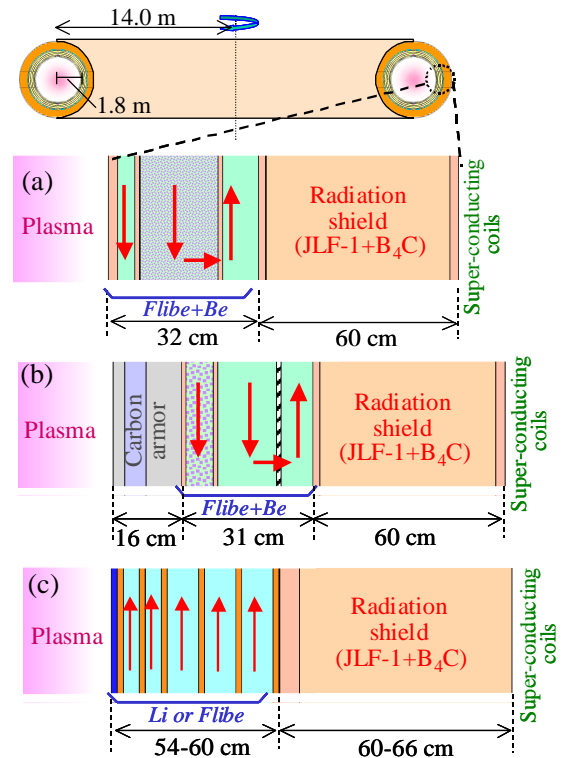 14.0 m
1.8 m
(a)
Plasma
Radiation
shield
(JLF-1+B4C)
Super-conducting
coils
Flibe+Be
32 cm
60 cm
(b)
Plasma
Carbon
armor
Radiation
shield
(JLF-1+B4C)
Super-conducting
coils
Flibe+Be
16 cm
31 cm
60 cm
(c)
Plasma
Radiation
shield
(JLF-1+B4C)
Super-conducting
coils
Li or Flibe
54-60 cm
60-66 cm